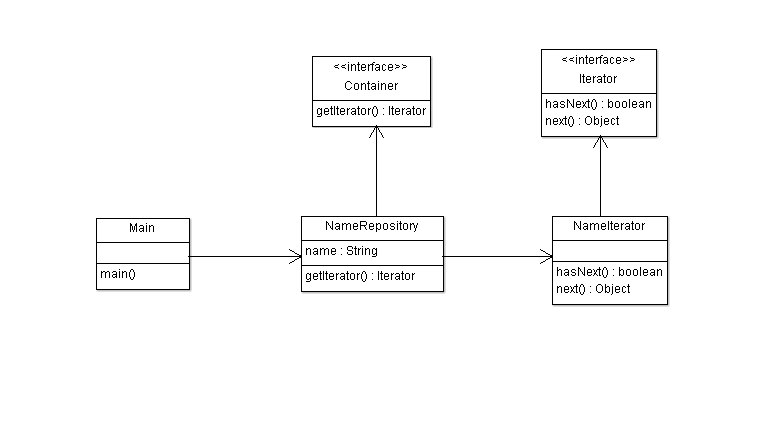 <<interface>>
Container
getIterator() : Iterator
<<interface>>
Iterator
hasNext() : boolean
next() : Object
Main
main()
NameRepository
name : String
getIterator() : Iterator
NameIterator
hasNext() : boolean
next() : Object